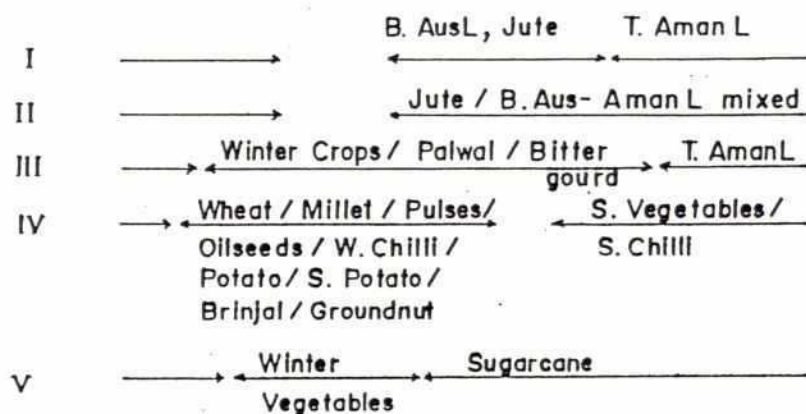 B. AusL, Jute T. Aman L
I
II Jute / B. Aus- Aman L mixed
III Winter Crops / Palwal / Bitter gourd T. AmanL
IV Wheat / Millet / Pulses/ S. Vegetables /
Oilseeds / W. Chilli / S. Chilli
Potato / S. Potato /
Brinjal / Groundnut
V Winter Sugarcane
Vegetables